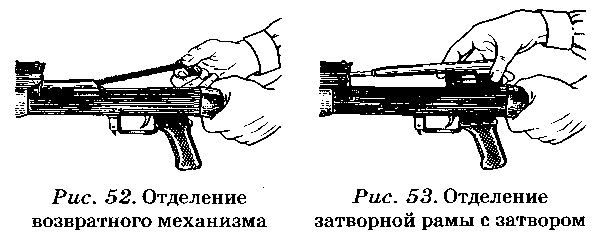 Рис. 52. Отделение
возвратного механизма
Рис. 53. Отделение
затворной рамы с затвором